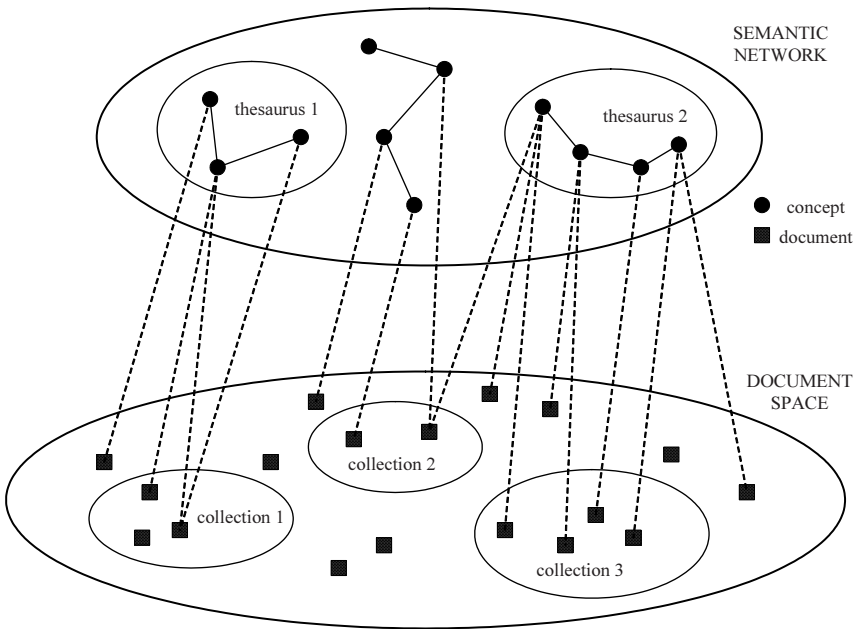 SEMANTIC
NETWORK
thesaurus 1
thesaurus 2
concept
document
DOCUMENT
SPACE
collection 2
collection 1
collection 3